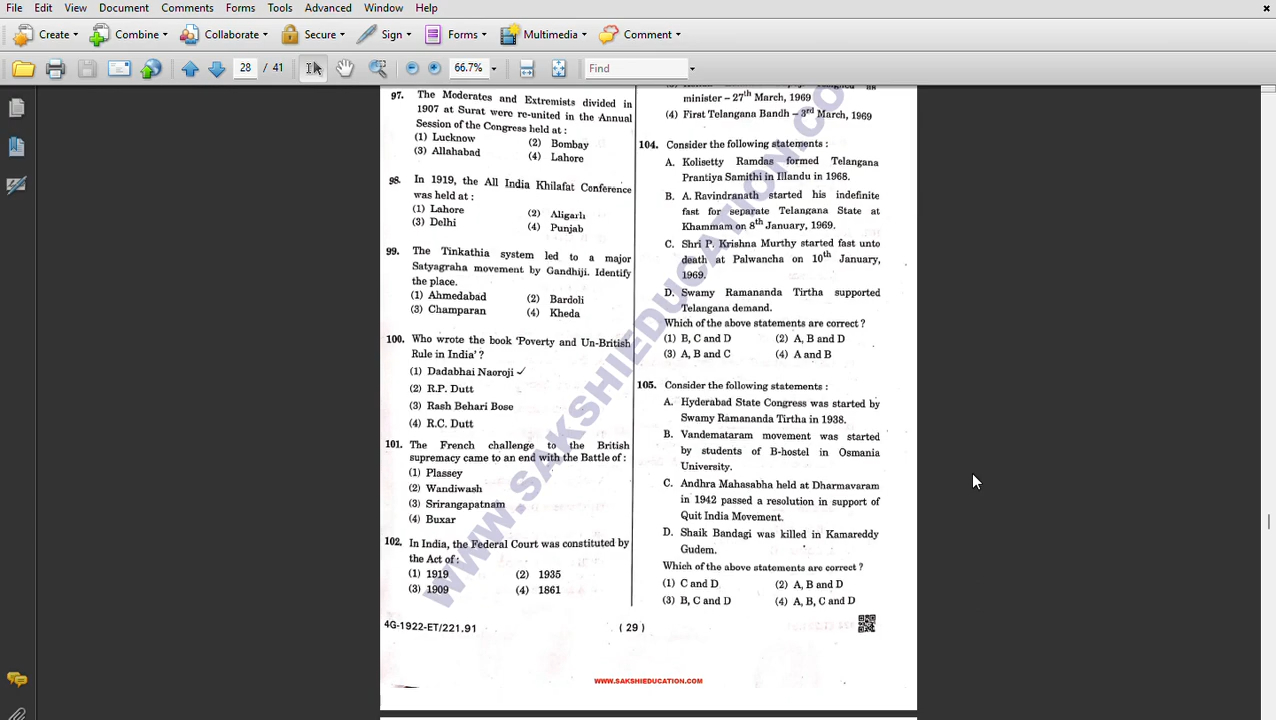 File Edit View Document Comments Forms Tools Advanced Window Help
Create Combine Collaborate Secure Sign Forms Multimedia Comment
28 / 41 66.7% Find
97. The Moderates and Extremists divided in
1907 at Surat were re-united in the Annual
Session of the Congress held at :
(1) Lucknow (2) Bombay
(3) Allahabad (4) Lahore
98. In 1919, the All India Khilafat Conference
was held at :
(1) Lahore (2) Aligarh
(3) Delhi (4) Punjab
99. The Tinkathia system led to a major
Satyagraha movement by Gandhiji. Identify
the place.
(1) Ahmedabad (2) Bardoli
(3) Champaran (4) Kheda
100. Who wrote the book 'Poverty and Un-British
Rule in India' ?
(1) Dadabhai Naoroji ✓
(2) R.P. Dutt
(3) Rash Behari Bose
(4) R.C. Dutt
101. The French challenge to the British
supremacy came to an end with the Battle of :
(1) Plassey
(2) Wandiwash
(3) Srirangapatnam
(4) Buxar
102. In India, the Federal Court was constituted by
the Act of :
(1) 1919 (2) 1935
(3) 1909 (4) 1861
minister – 27th March, 1969
(4) First Telangana Bandh – 3rd March, 1969
104. Consider the following statements :
A. Kolisetty Ramdas formed Telangana
Prantiya Samithi in Illandu in 1968.
B. A. Ravindranath started his indefinite
fast for separate Telangana State at
Khammam on 8th January, 1969.
C. Shri P. Krishna Murthy started fast unto
death at Palwancha on 10th January,
1969.
D. Swamy Ramananda Tirtha supported
Telangana demand.
Which of the above statements are correct ?
(1) B, C and D (2) A, B and D
(3) A, B and C (4) A and B
105. Consider the following statements :
A. Hyderabad State Congress was started by
Swamy Ramananda Tirtha in 1938.
B. Vandemataram movement was started
by students of B-hostel in Osmania
University.
C. Andhra Mahasabha held at Dharmavaram
in 1942 passed a resolution in support of
Quit India Movement.
D. Shaik Bandagi was killed in Kamareddy
Gudem.
Which of the above statements are correct ?
(1) C and D (2) A, B and D
(3) B, C and D (4) A, B, C and D
4G-1922-ET/221.91 ( 29 )
WWW.SAKSHIEDUCATION.CO
WWW.SAKSHIEDUCATION.COM